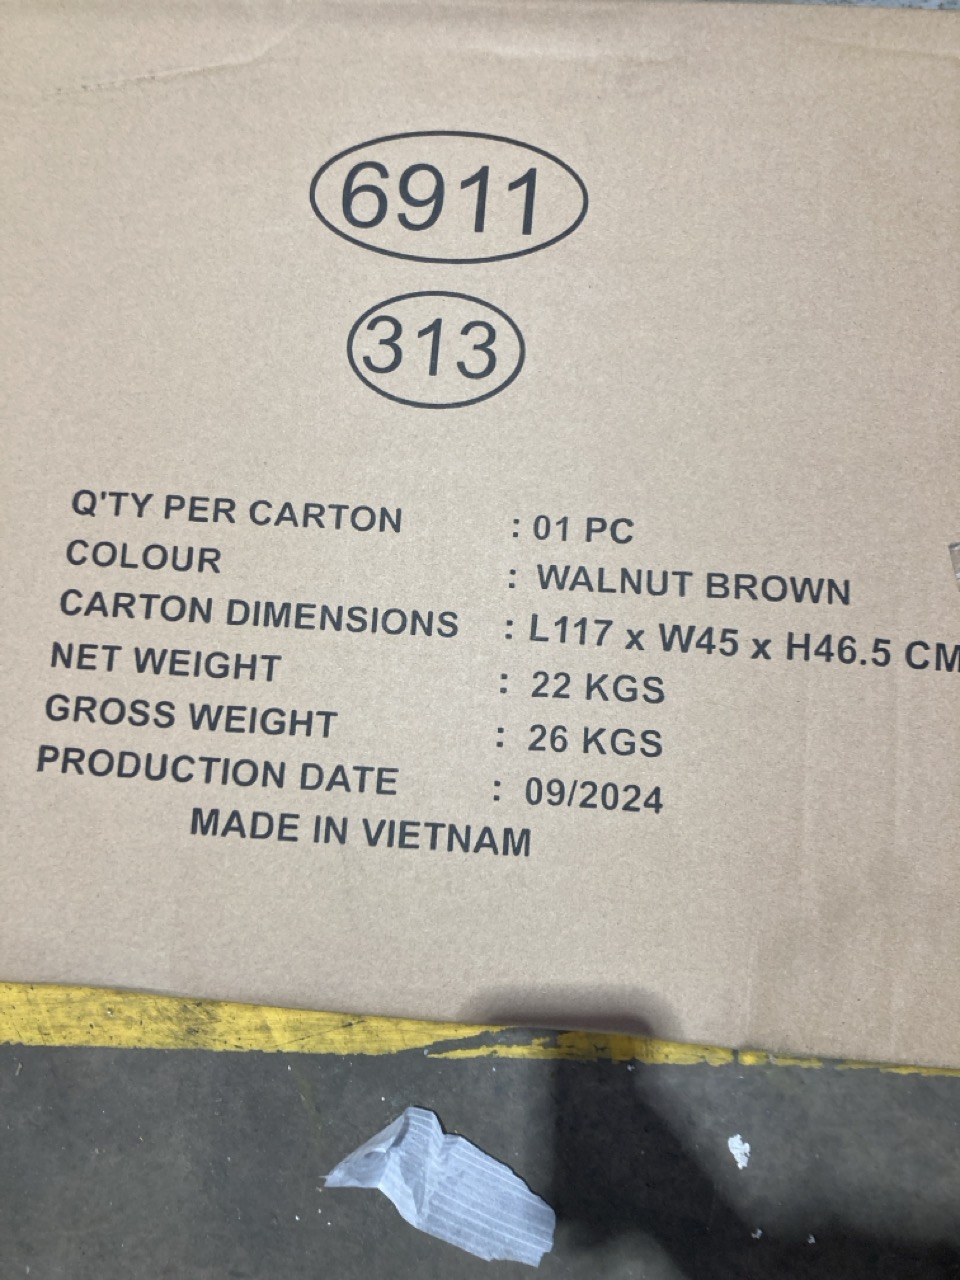 6911
313
Q'TY PER CARTON : 01 PC
COLOUR : WALNUT BROWN
CARTON DIMENSIONS : L117 x W45 x H46.5 CM
NET WEIGHT : 22 KGS
GROSS WEIGHT : 26 KGS
PRODUCTION DATE : 09/2024
MADE IN VIETNAM